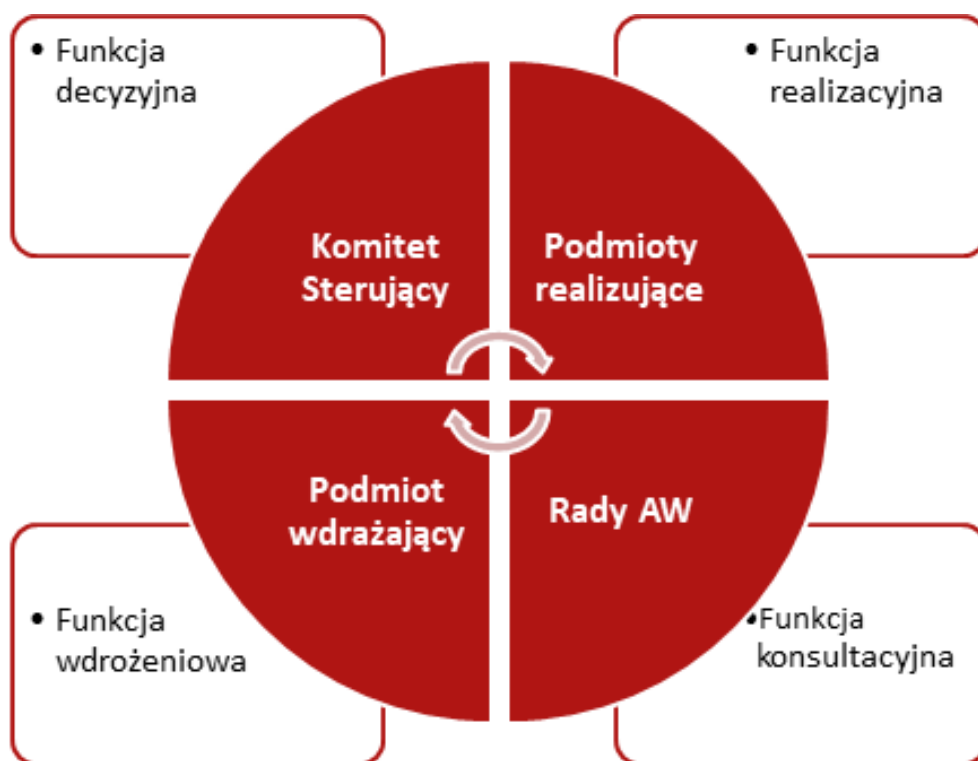 • Funkcja
decyzyjna
• Funkcja
realizacyjna
Komitet
Sterujący
Podmioty
realizujące
Podmiot
wdrażający
Rady AW
• Funkcja
wdrożeniowa
•Funkcja
konsultacyjna